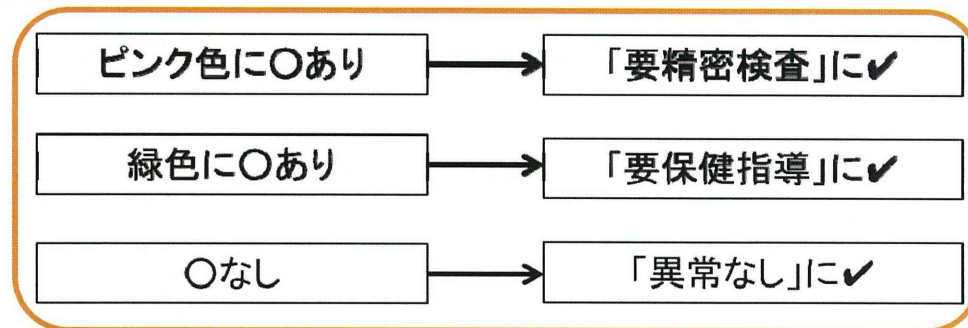 ピンク色に〇あり
「要精密検査」に✔
緑色に〇あり
「要保健指導」に✔
〇なし
「異常なし」に✔